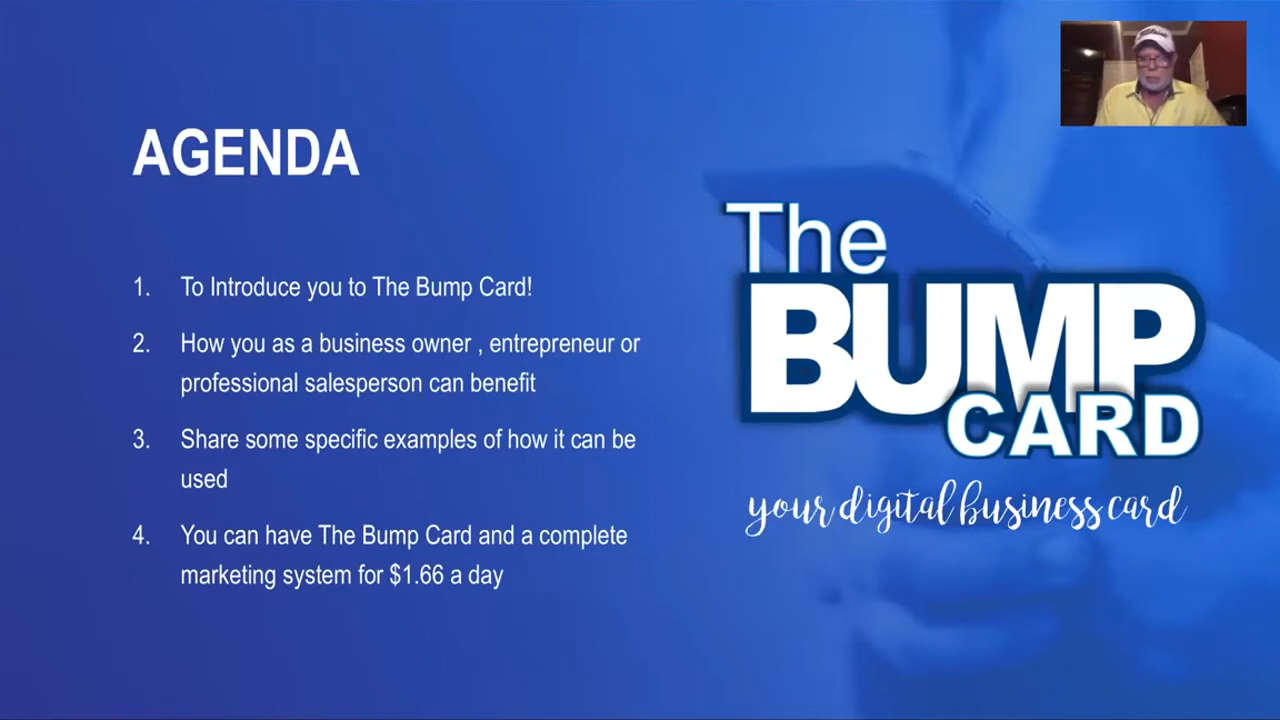 AGENDA
1. To Introduce you to The Bump Card!
2. How you as a business owner , entrepreneur or
professional salesperson can benefit
3. Share some specific examples of how it can be
used
4. You can have The Bump Card and a complete
marketing system for $1.66 a day
The
BUMP
CARD
your digital business card